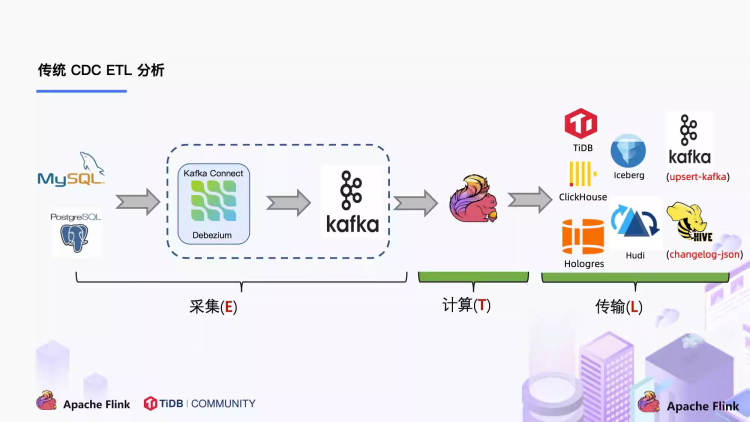 传统 CDC ETL 分析
MySQL
PostgreSQL
Kafka Connect
Debezium
kafka
TiDB
Iceberg
kafka
(upsert-kafka)
ClickHouse
Hologres
Hudi
HIVE
(changelog-json)
采集(E)
计算(T)
传输(L)
Apache Flink
TiDB | COMMUNITY
Apache Flink